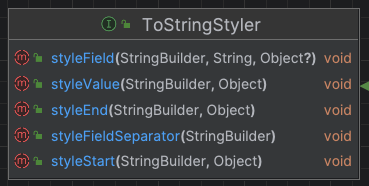 I ToStringStyler
m styleField(StringBuilder, String, Object?) void
m styleValue(StringBuilder, Object) void
m styleEnd(StringBuilder, Object) void
m styleFieldSeparator(StringBuilder) void
m styleStart(StringBuilder, Object) void